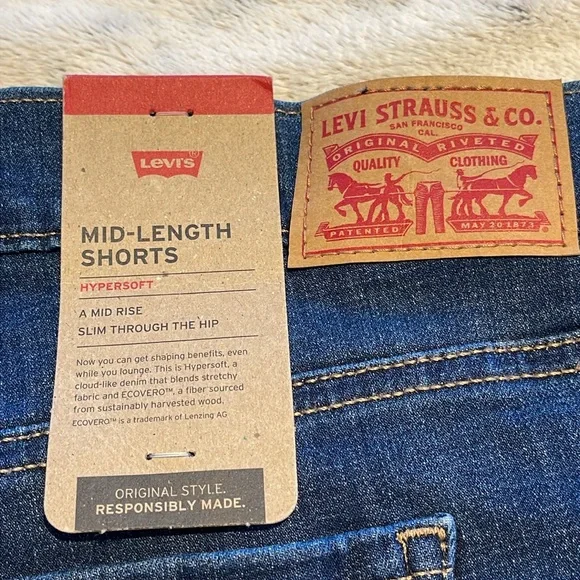 Levi's
MID-LENGTH
SHORTS
HYPERSOFT
A MID RISE
SLIM THROUGH THE HIP
Now you can get shaping benefits, even
while you lounge. This is Hypersoft, a
cloud-like denim that blends stretchy
fabric and ECOVERO™, a fiber sourced
from sustainably harvested wood.
ECOVERO™ is a trademark of Lenzing AG
ORIGINAL STYLE.
RESPONSIBLY MADE.
LEVI STRAUSS & CO.
SAN FRANCISCO
CAL.
ORIGINAL RIVETED
QUALITY CLOTHING
PATENTED MAY 20 1873